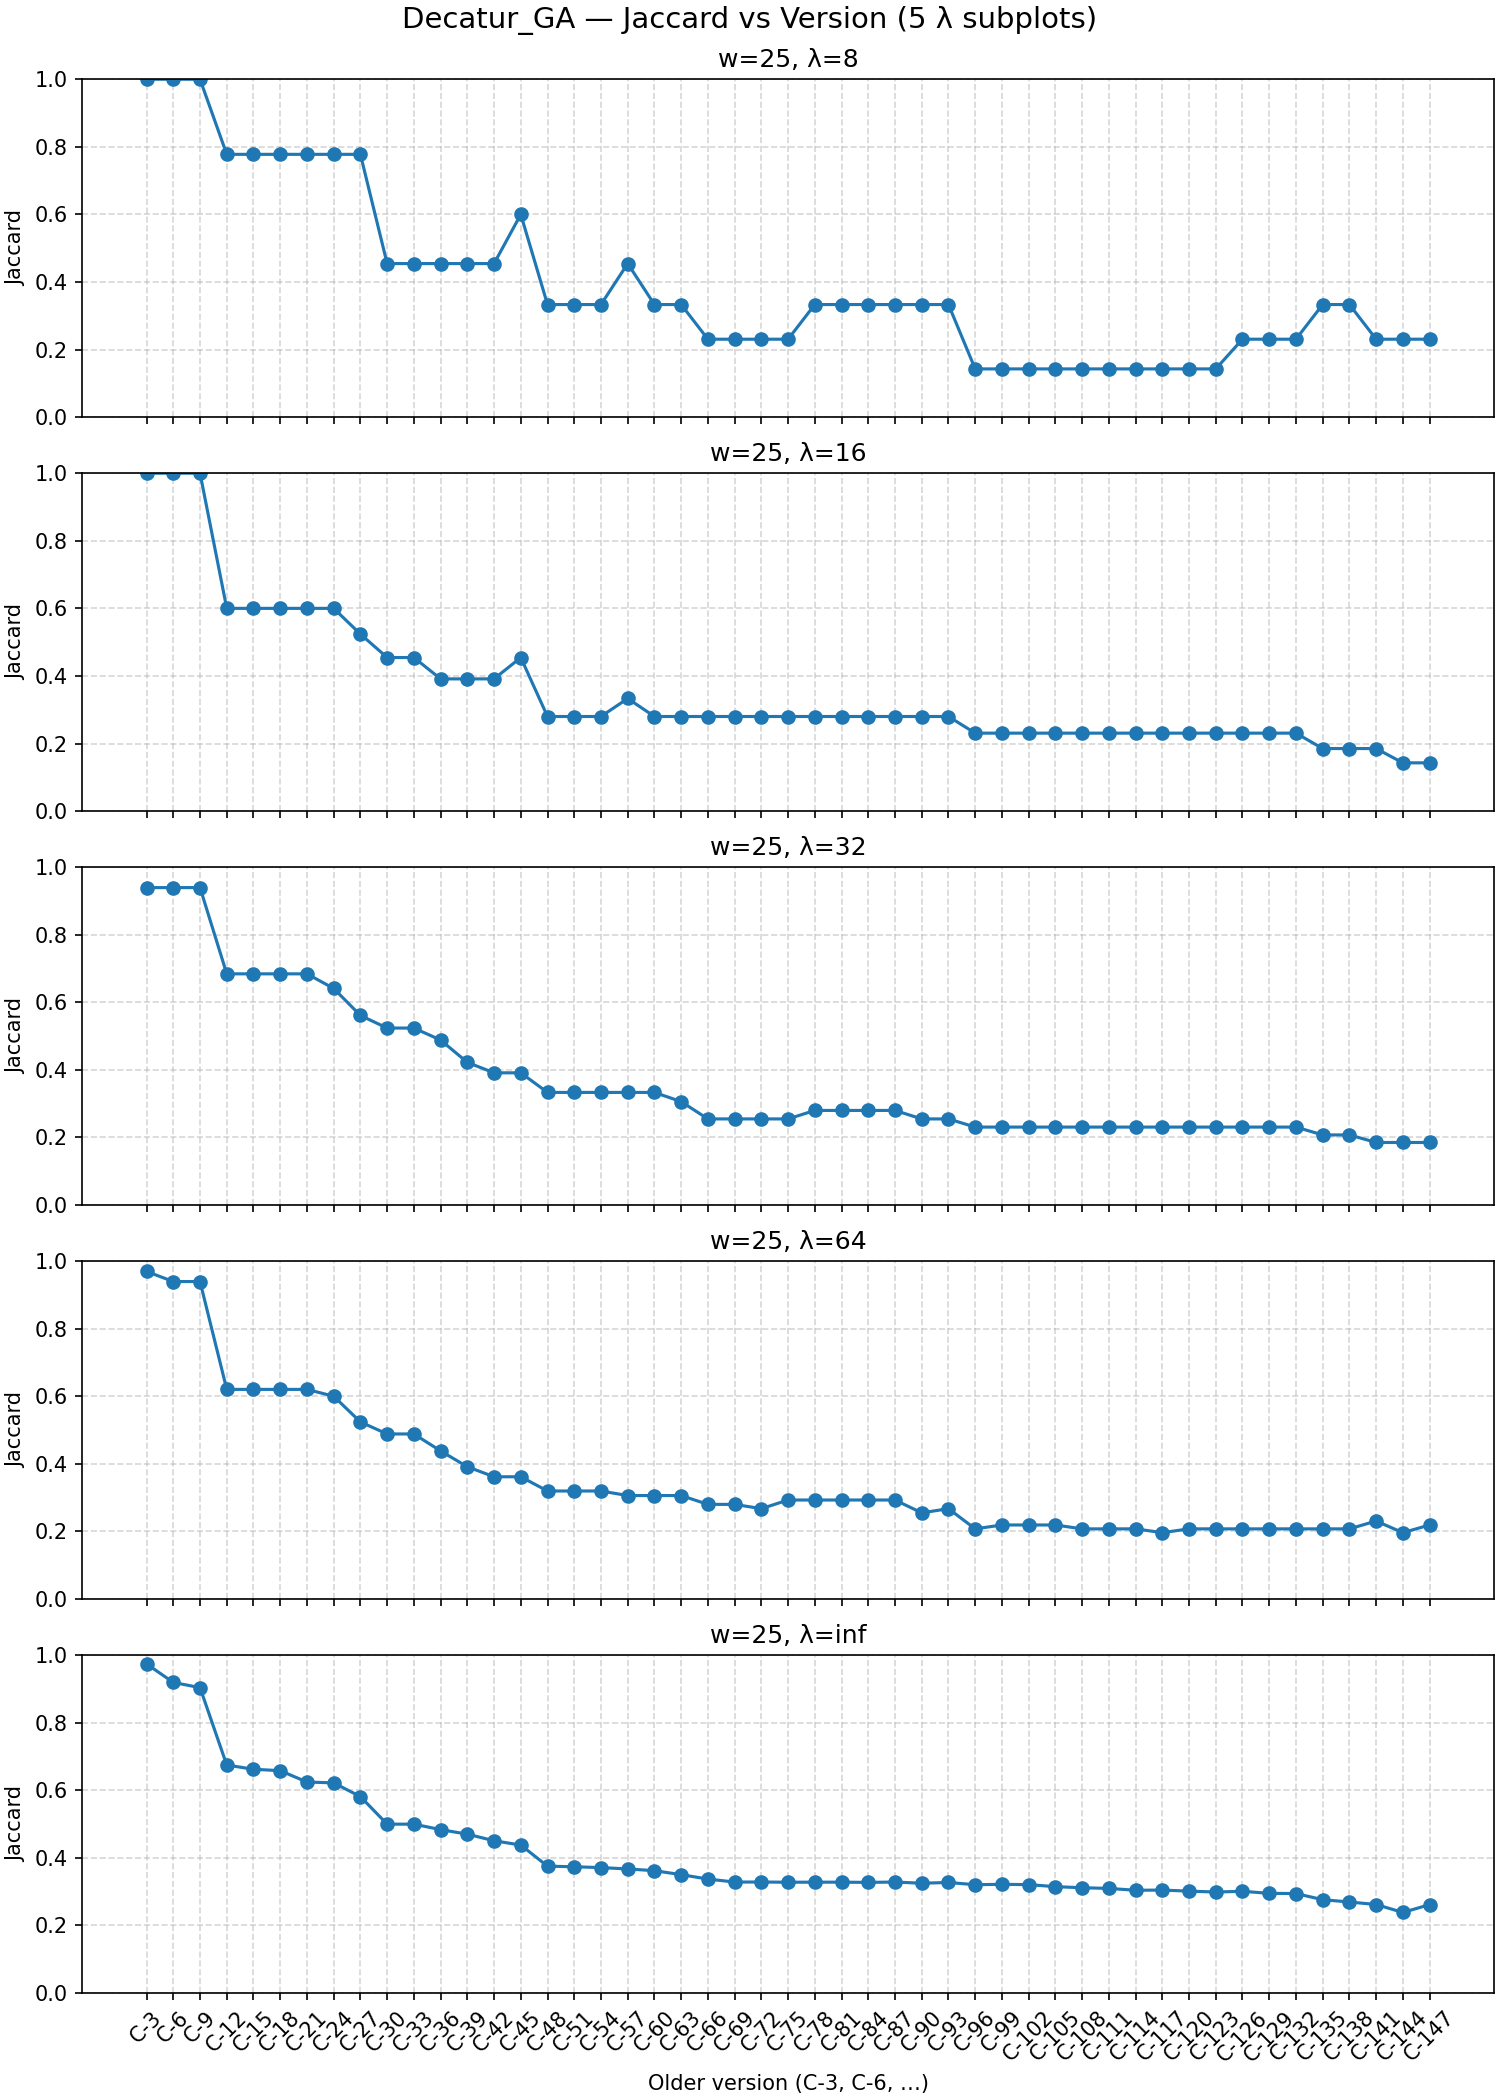 Decatur_GA — Jaccard vs Version (5 λ subplots)
w=25, λ=8
1.0
0.8
0.6
0.4
0.2
0.0
Jaccard
w=25, λ=16
1.0
0.8
0.6
0.4
0.2
0.0
Jaccard
w=25, λ=32
1.0
0.8
0.6
0.4
0.2
0.0
Jaccard
w=25, λ=64
1.0
0.8
0.6
0.4
0.2
0.0
Jaccard
w=25, λ=inf
1.0
0.8
0.6
0.4
0.2
0.0
Jaccard
C-3 C-6 C-9 C-12 C-15 C-18 C-21 C-24 C-27 C-30 C-33 C-36 C-39 C-42 C-45 C-48 C-51 C-54 C-57 C-60 C-63 C-66 C-69 C-72 C-75 C-78 C-81 C-84 C-87 C-90 C-93 C-96 C-99 C-102 C-105 C-108 C-111 C-114 C-117 C-120 C-123 C-126 C-129 C-132 C-135 C-138 C-141 C-144 C-147
Older version (C-3, C-6, ...)